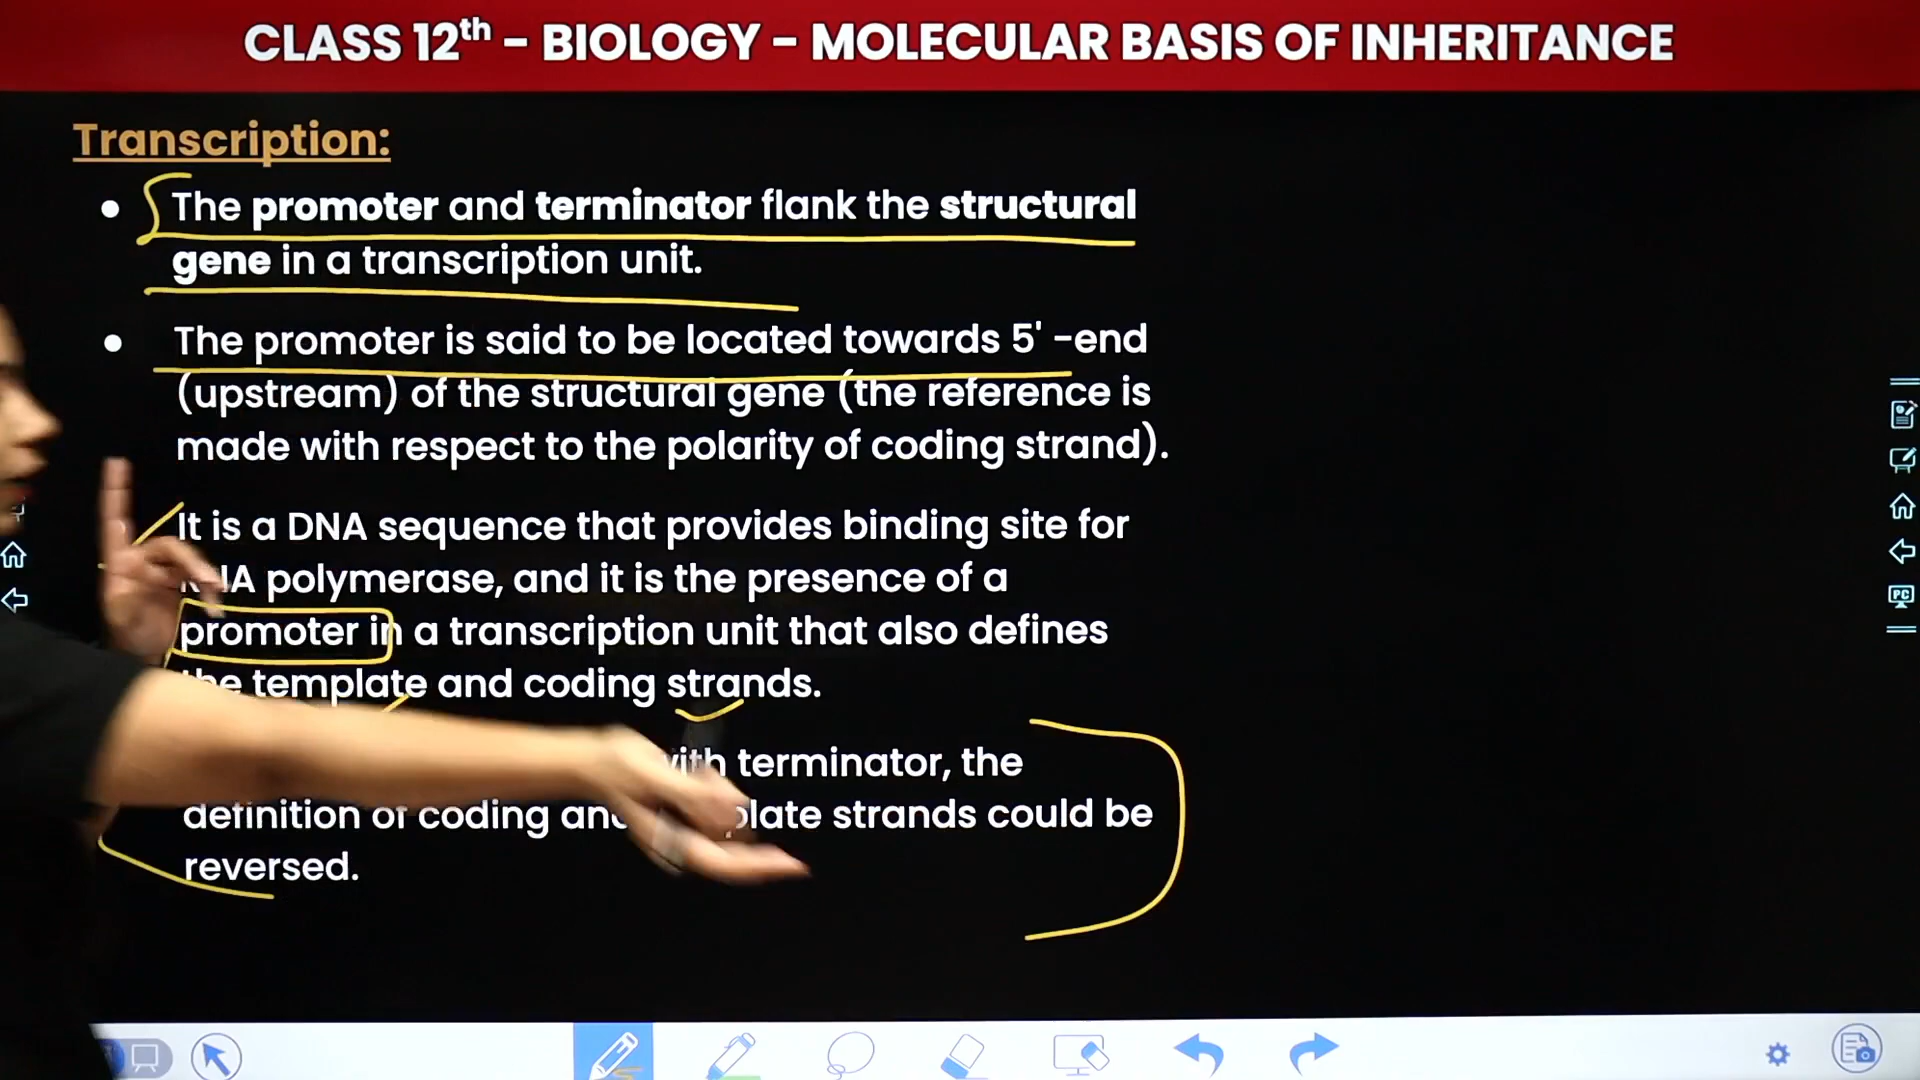 CLASS 12th - BIOLOGY - MOLECULAR BASIS OF INHERITANCE
Transcription:
• The promoter and terminator flank the structural
gene in a transcription unit.
• The promoter is said to be located towards 5' -end
(upstream) of the structural gene (the reference is
made with respect to the polarity of coding strand).
It is a DNA sequence that provides binding site for
polymerase, and it is the presence of a
promoter in a transcription unit that also defines
the template and coding strands.
with terminator, the
definition of coding strands could be
reversed.
PC